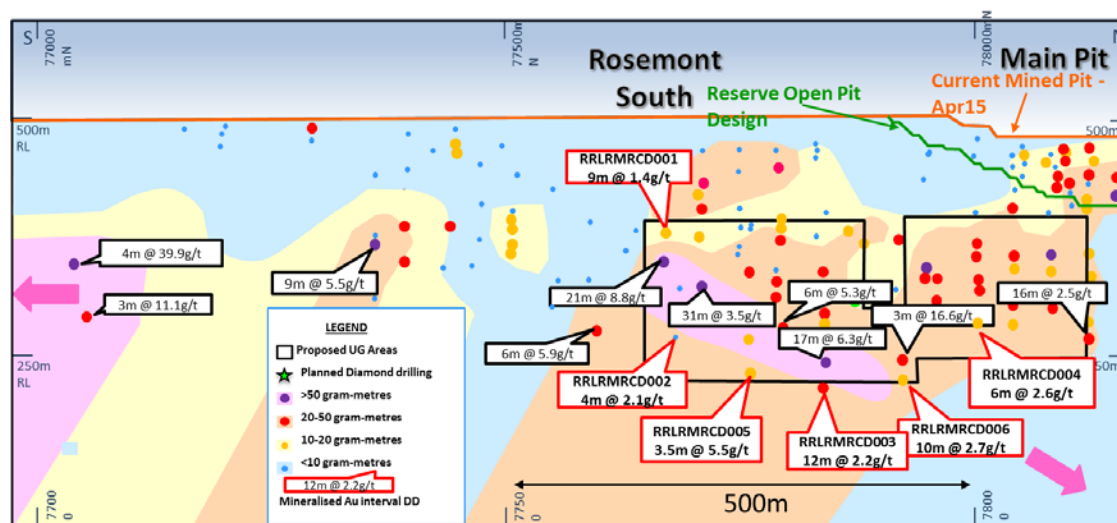 S
77000
mN
77500
N
78000
mN
N
Rosemont
South
Main Pit
Current Mined Pit -
Apr15
Reserve Open Pit
Design
500m
RL
500m
RRLRMRCD001
9m @ 1.4g/t
4m @ 39.9g/t
3m @ 11.1g/t
9m @ 5.5g/t
21m @ 8.8g/t
31m @ 3.5g/t
6m @ 5.3g/t
3m @ 16.6g/t
16m @ 2.5g/t
17m @ 6.3g/t
6m @ 5.9g/t
250m
RL
50m
RRLRMRCD002
4m @ 2.1g/t
RRLRMRCD004
6m @ 2.6g/t
RRLRMRCD005
3.5m @ 5.5g/t
RRLRMRCD003
12m @ 2.2g/t
RRLRMRCD006
10m @ 2.7g/t
LEGEND
Proposed UG Areas
Planned Diamond drilling
>50 gram-metres
20-50 gram-metres
10-20 gram-metres
<10 gram-metres
12m @ 2.2g/t
Mineralised Au interval DD
500m
7700
0
7750
0
7800
0